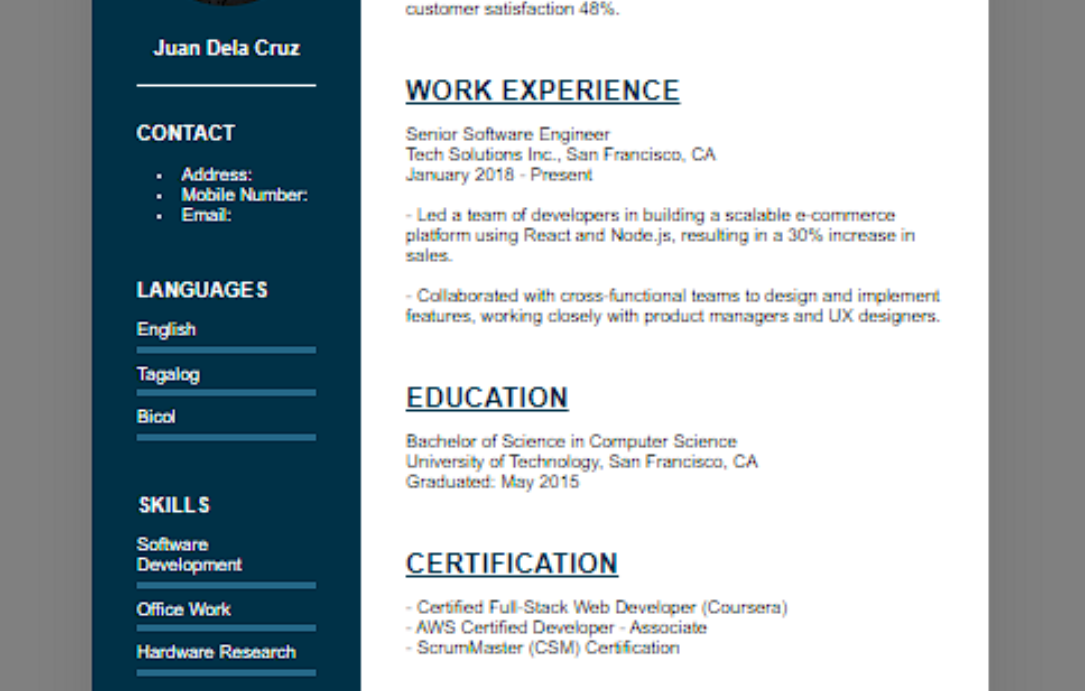 customer satisfaction 48%.
Juan Dela Cruz
CONTACT
Address:
Mobile Number:
Email:
LANGUAGES
English
Tagalog
Bicol
SKILLS
Software
Development
Office Work
Hardware Research
WORK EXPERIENCE
Senior Software Engineer
Tech Solutions Inc., San Francisco, CA
January 2018 - Present
- Led a team of developers in building a scalable e-commerce
platform using React and Node.js, resulting in a 30% increase in
sales.
- Collaborated with cross-functional teams to design and implement
features, working closely with product managers and UX designers.
EDUCATION
Bachelor of Science in Computer Science
University of Technology, San Francisco, CA
Graduated: May 2015
CERTIFICATION
- Certified Full-Stack Web Developer (Coursera)
- AWS Certified Developer - Associate
- ScrumMaster (CSM) Certification